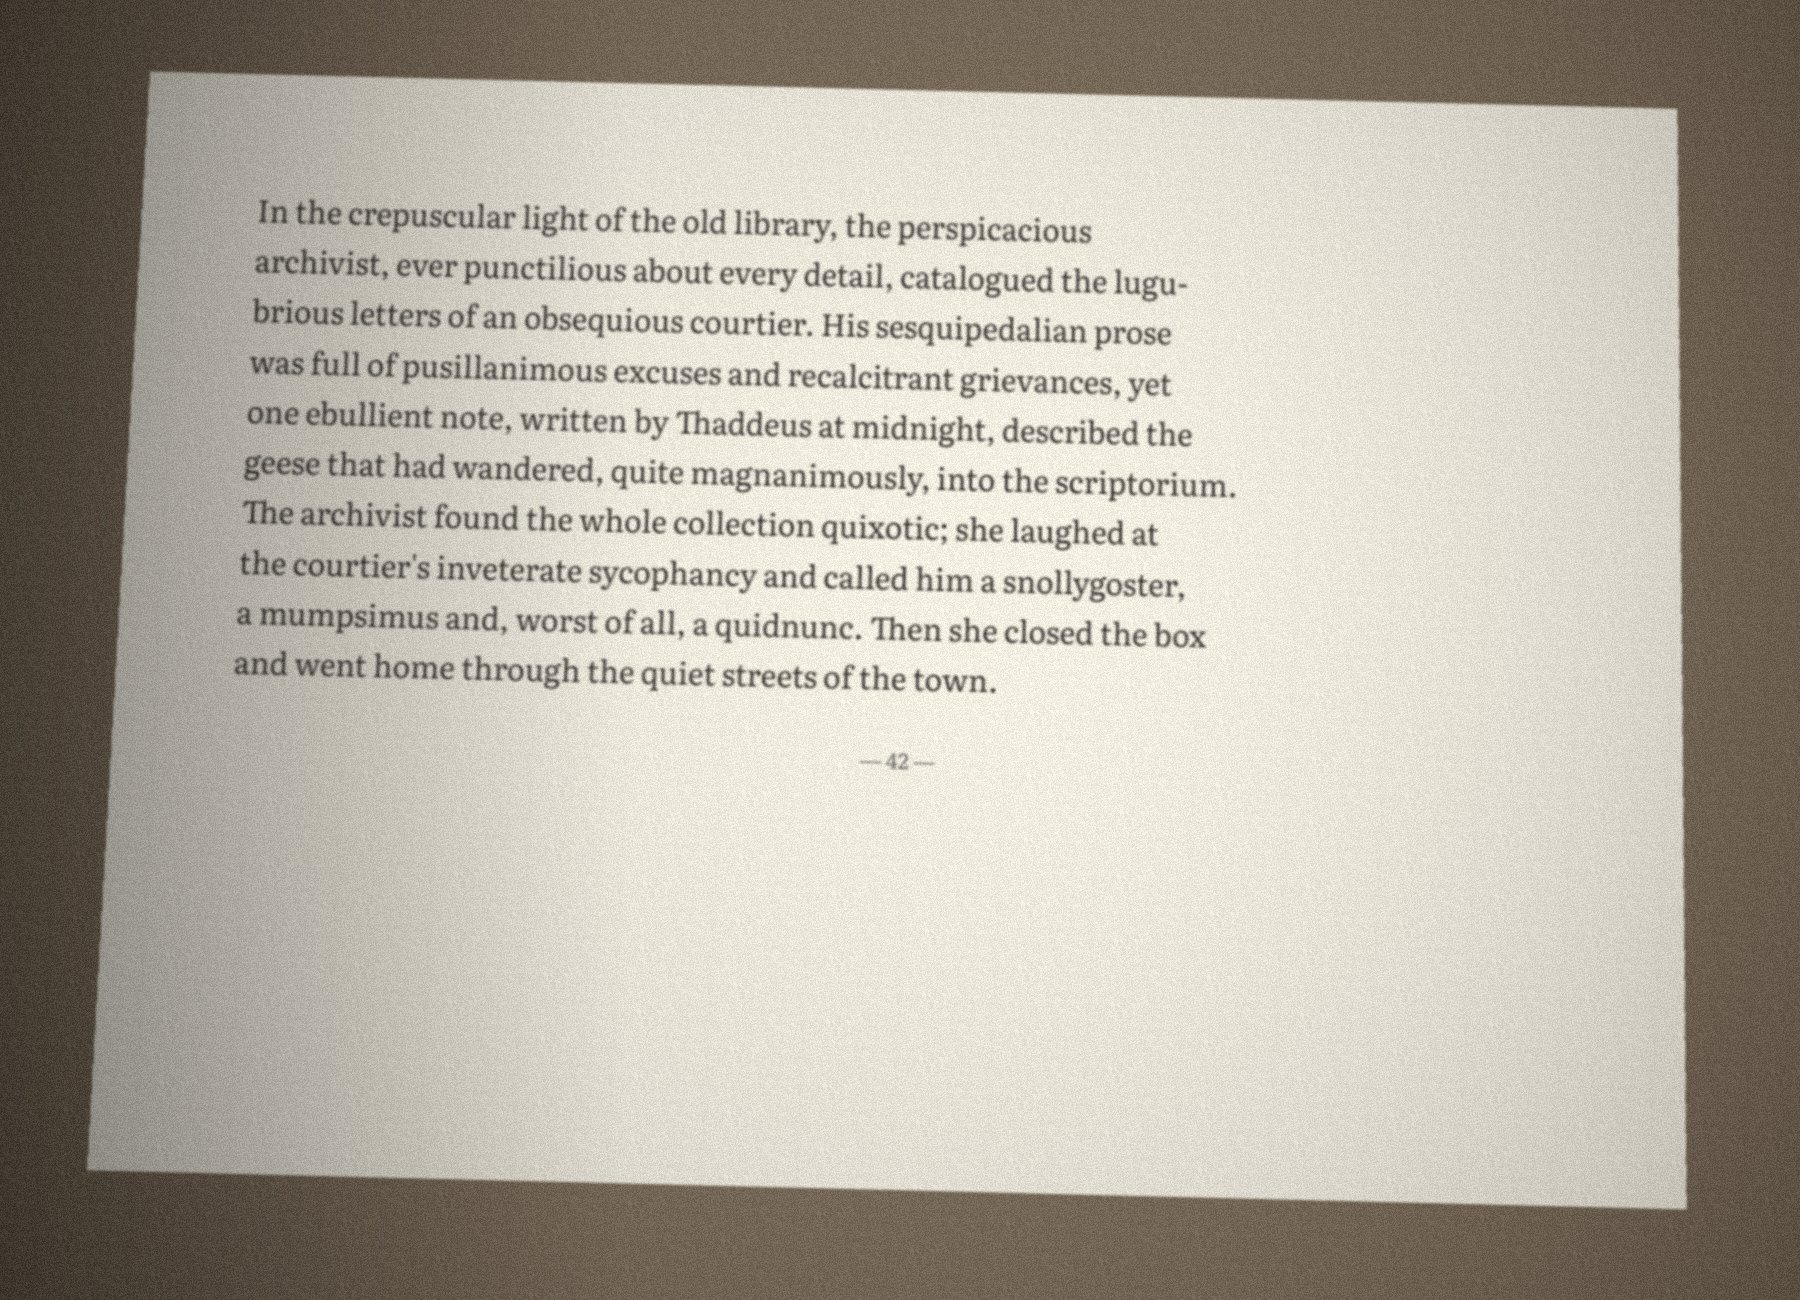 In the crepuscular light of the old library, the perspicacious
archivist, ever punctilious about every detail, catalogued the lugu-
brious letters of an obsequious courtier. His sesquipedalian prose
was full of pusillanimous excuses and recalcitrant grievances, yet
one ebullient note, written by Thaddeus at midnight, described the
geese that had wandered, quite magnanimously, into the scriptorium.
The archivist found the whole collection quixotic; she laughed at
the courtier's inveterate sycophancy and called him a snollygoster,
a mumpsimus and, worst of all, a quidnunc. Then she closed the box
and went home through the quiet streets of the town.
— 42 —